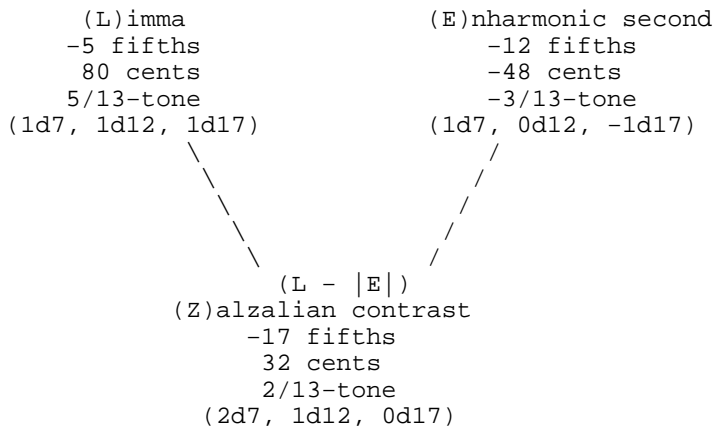 (L)imma (E)nharmonic second
-5 fifths -12 fifths
80 cents -48 cents
5/13-tone -3/13-tone
(1d7, 1d12, 1d17) (1d7, 0d12, -1d17)
(L - |E|)
(Z)alzalian contrast
-17 fifths
32 cents
2/13-tone
(2d7, 1d12, 0d17)